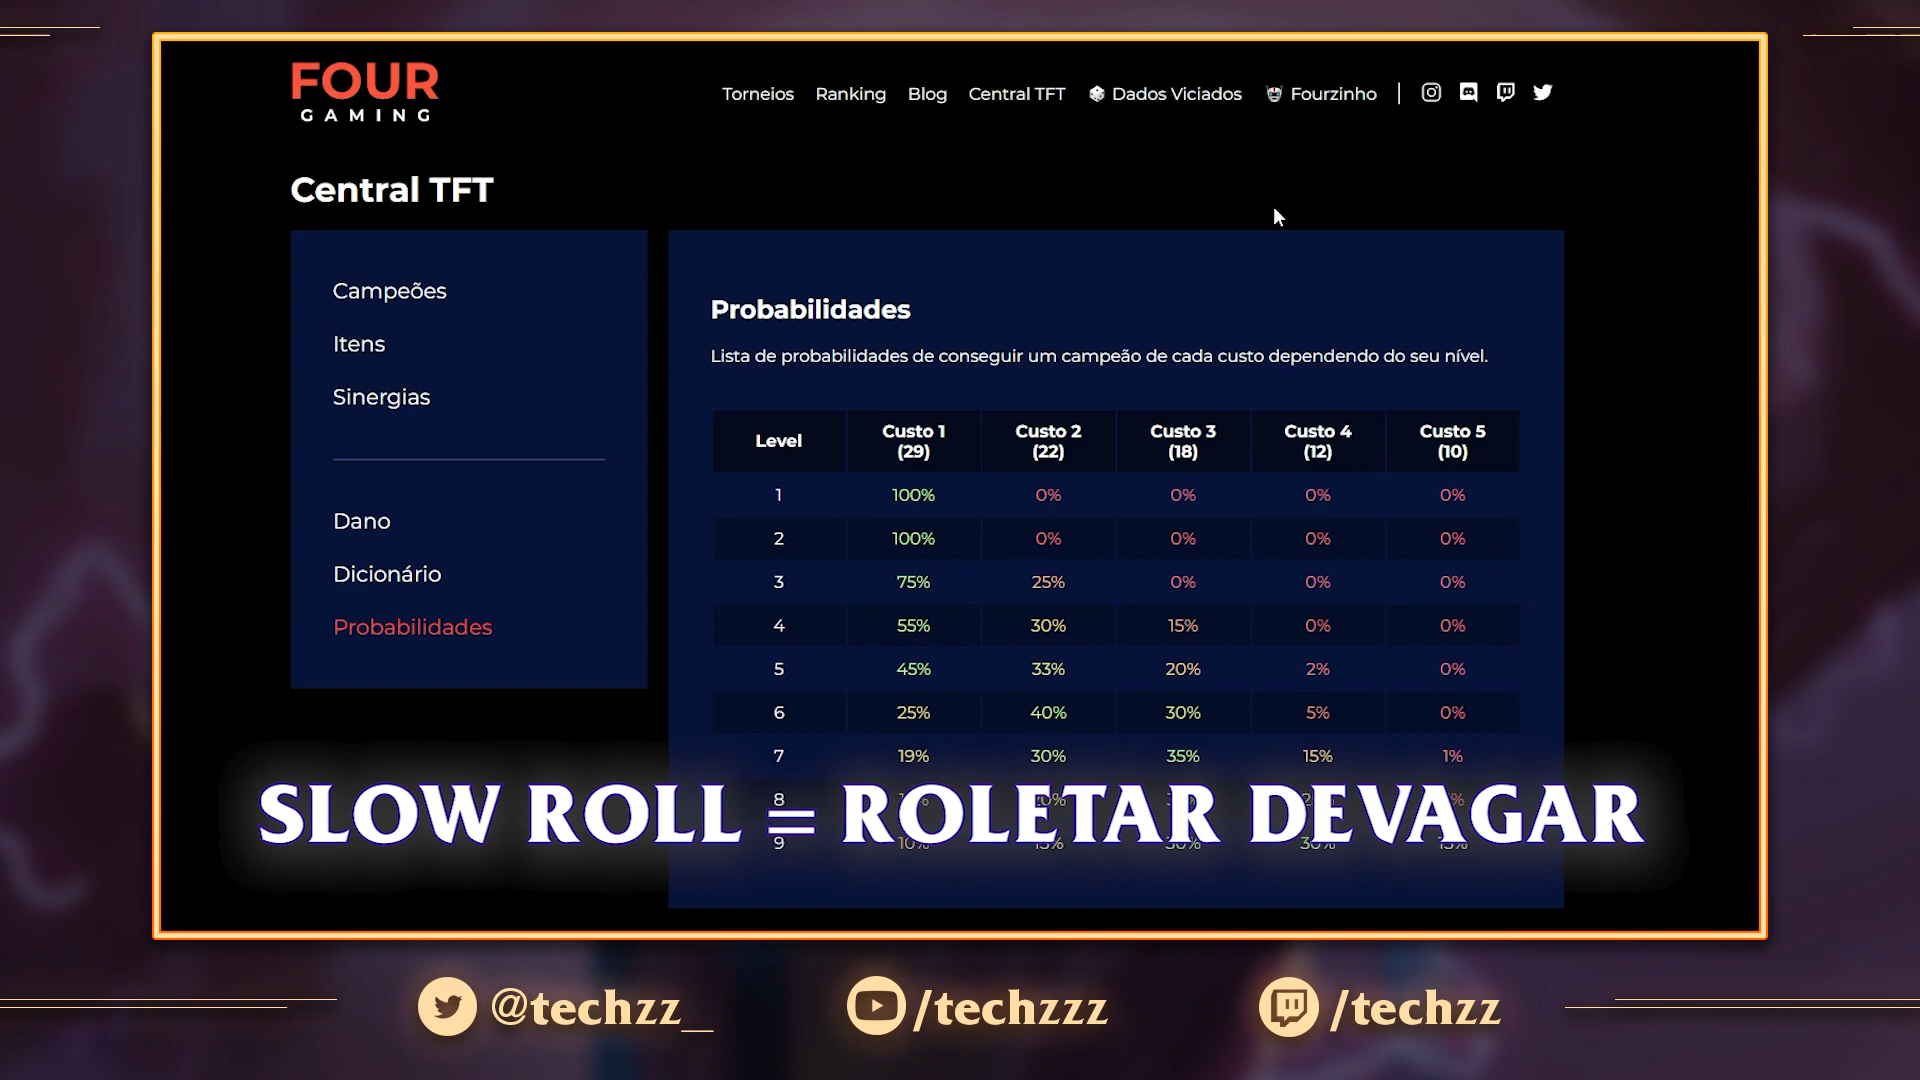 FOUR
GAMING
Torneios Ranking Blog Central TFT Dados Viciados Fourzinho |
Central TFT
Campeões
Itens
Sinergias
Dano
Dicionário
Probabilidades
Probabilidades
Lista de probabilidades de conseguir um campeão de cada custo dependendo do seu nível.
Level Custo 1 (29) Custo 2 (22) Custo 3 (18) Custo 4 (12) Custo 5 (10)
1 100% 0% 0% 0% 0%
2 100% 0% 0% 0% 0%
3 75% 25% 0% 0% 0%
4 55% 30% 15% 0% 0%
5 45% 33% 20% 2% 0%
6 25% 40% 30% 5% 0%
7 19% 30% 35% 15% 1%
8
9 10% 15% 30% 30% 15%
SLOW ROLL = ROLETAR DEVAGAR
@techzz_ /techzzz /techzz